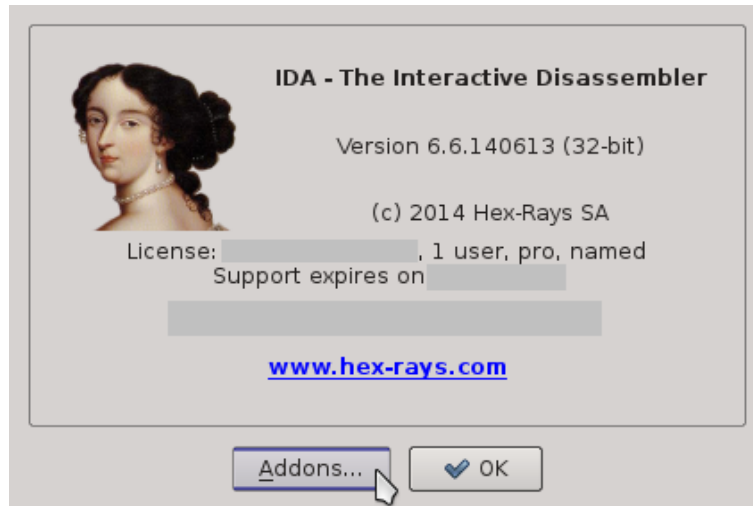 IDA - The Interactive Disassembler
Version 6.6.140613 (32-bit)
(c) 2014 Hex-Rays SA
License: , 1 user, pro, named
Support expires on
www.hex-rays.com
Addons... OK